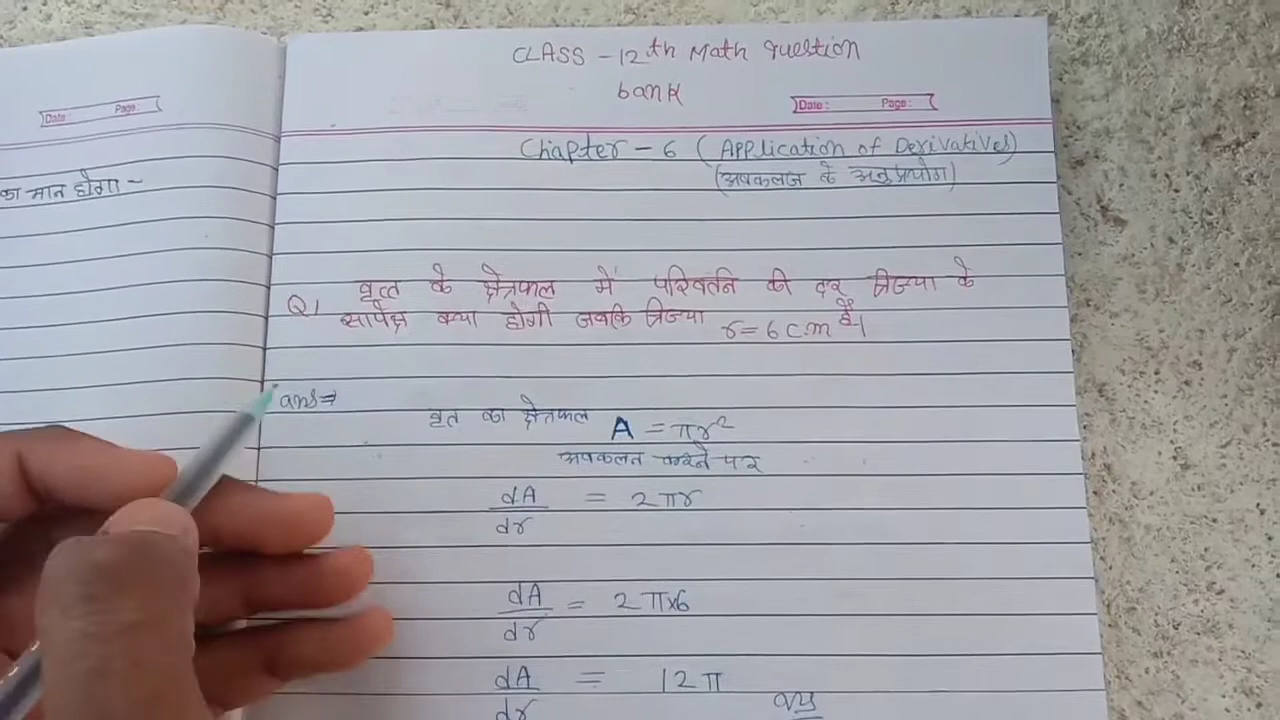 CLASS - 12th Math Question
bank
Date : Page :
Date : Page :
Chapter - 6 (Application of Derivatives)
(अवकलज के अनुप्रयोग)
का मान होगा -
Q1 वृत्त के क्षेत्रफल में परिवर्तन की दर त्रिज्या के
सापेक्ष क्या होगी जबकि त्रिज्या r = 6 c.m है।
ans ⇒
वृत का क्षेत्रफल A = πr²
अवकलन करने पर
dA/dr = 2πr
dA/dr = 2π×6
dA/dr = 12π